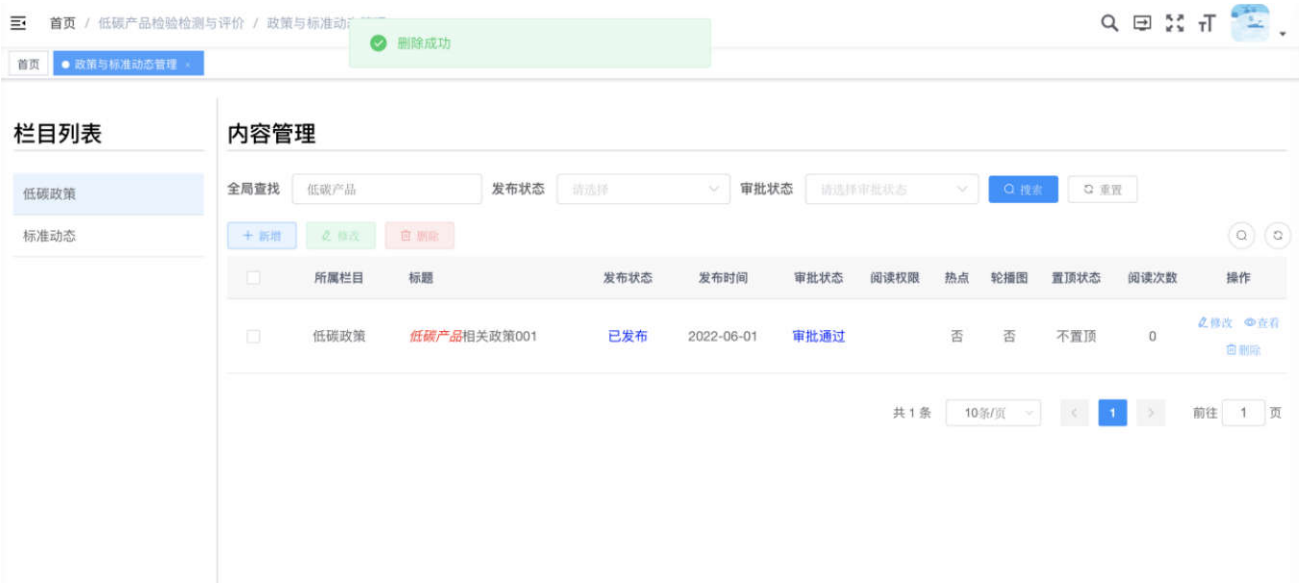 首页 / 低碳产品检验检测与评价 / 政策与标准动
删除成功
首页
政策与标准动态管理 ×
栏目列表
内容管理
低碳政策
标准动态
全局查找 低碳产品 发布状态 请选择 审批状态 请选择审批状态 搜索 重置
+ 新增 修改 删除
所属栏目 标题 发布状态 发布时间 审批状态 阅读权限 热点 轮播图 置顶状态 阅读次数 操作
低碳政策 低碳产品相关政策001 已发布 2022-06-01 审批通过 否 否 不置顶 0 修改 查看
删除
共 1 条 10条/页 < 1 > 前往 1 页